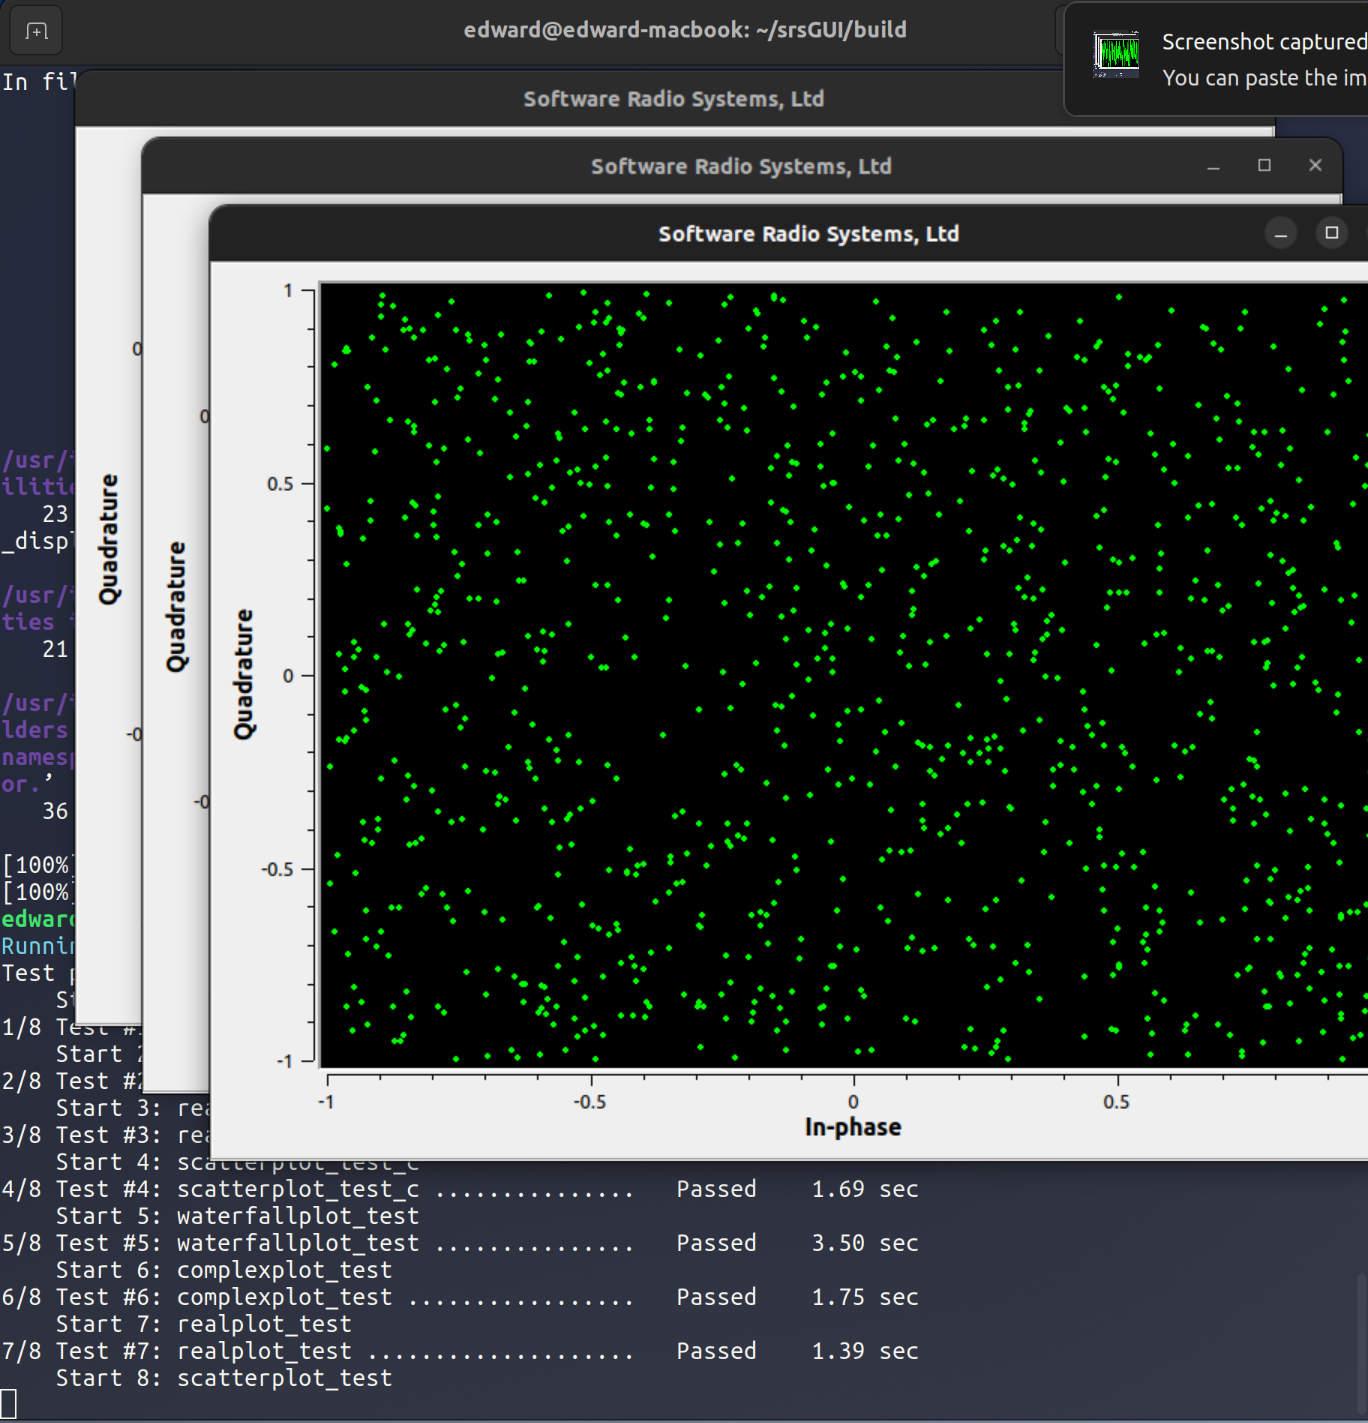 edward@edward-macbook: ~/srsGUI/build
Screenshot captured
You can paste the im
In fil
Software Radio Systems, Ltd
Software Radio Systems, Ltd
Software Radio Systems, Ltd
0
-0
Quadrature
0
-0
Quadrature
1
0.5
0
-0.5
-1
Quadrature
-1
-0.5
0
0.5
In-phase
/usr/i
ilitie
23
_displ
/usr/i
ties i
21
/usr/i
lders
namesp
or.’
36
[100%]
[100%]
edward
Runnin
Test p
St
1/8 Test #1
Start 2
2/8 Test #2
Start 3: rea
3/8 Test #3: rea
Start 4: scatterplot_test_c
4/8 Test #4: scatterplot_test_c ............... Passed 1.69 sec
Start 5: waterfallplot_test
5/8 Test #5: waterfallplot_test ............... Passed 3.50 sec
Start 6: complexplot_test
6/8 Test #6: complexplot_test ................. Passed 1.75 sec
Start 7: realplot_test
7/8 Test #7: realplot_test .................... Passed 1.39 sec
Start 8: scatterplot_test